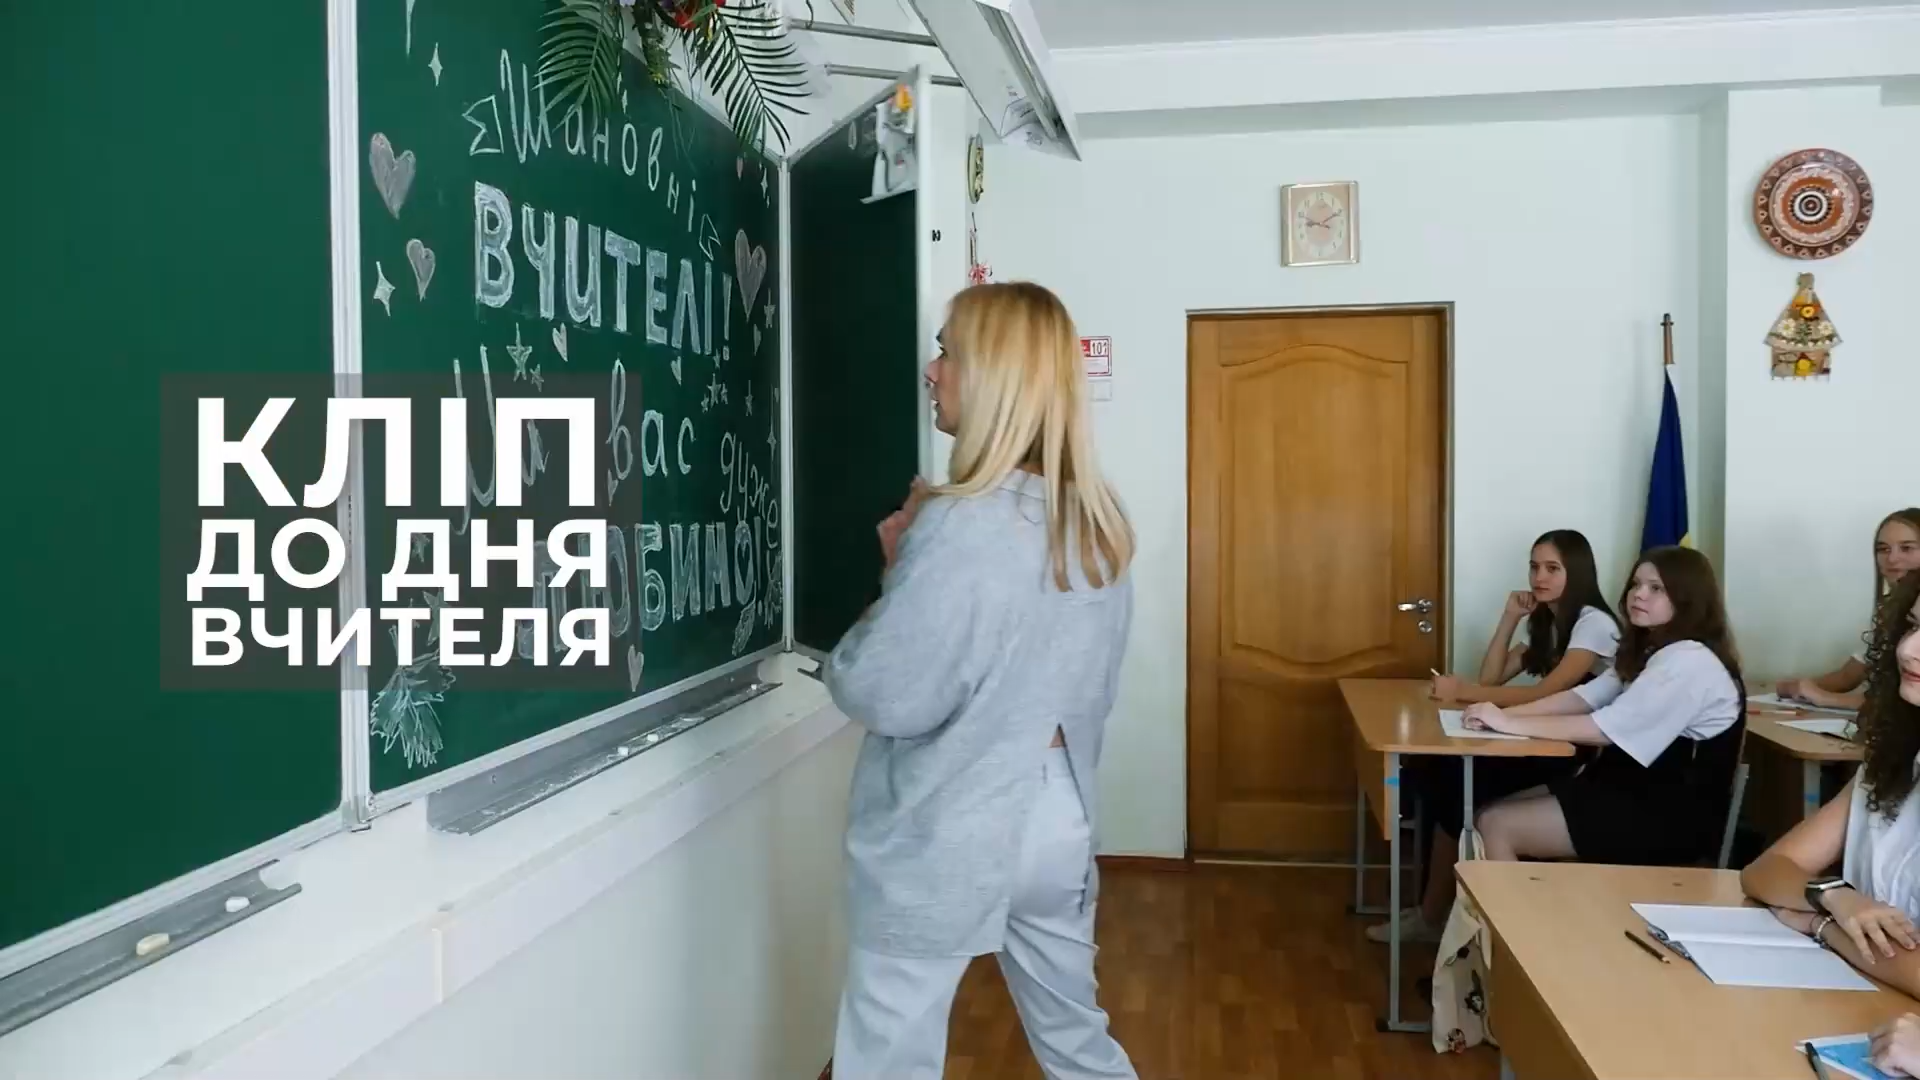 Шановні
ВЧИТЕЛІ!
Ми вас дуже
ЛЮБИМО!
КЛІП
ДО ДНЯ
ВЧИТЕЛЯ
101